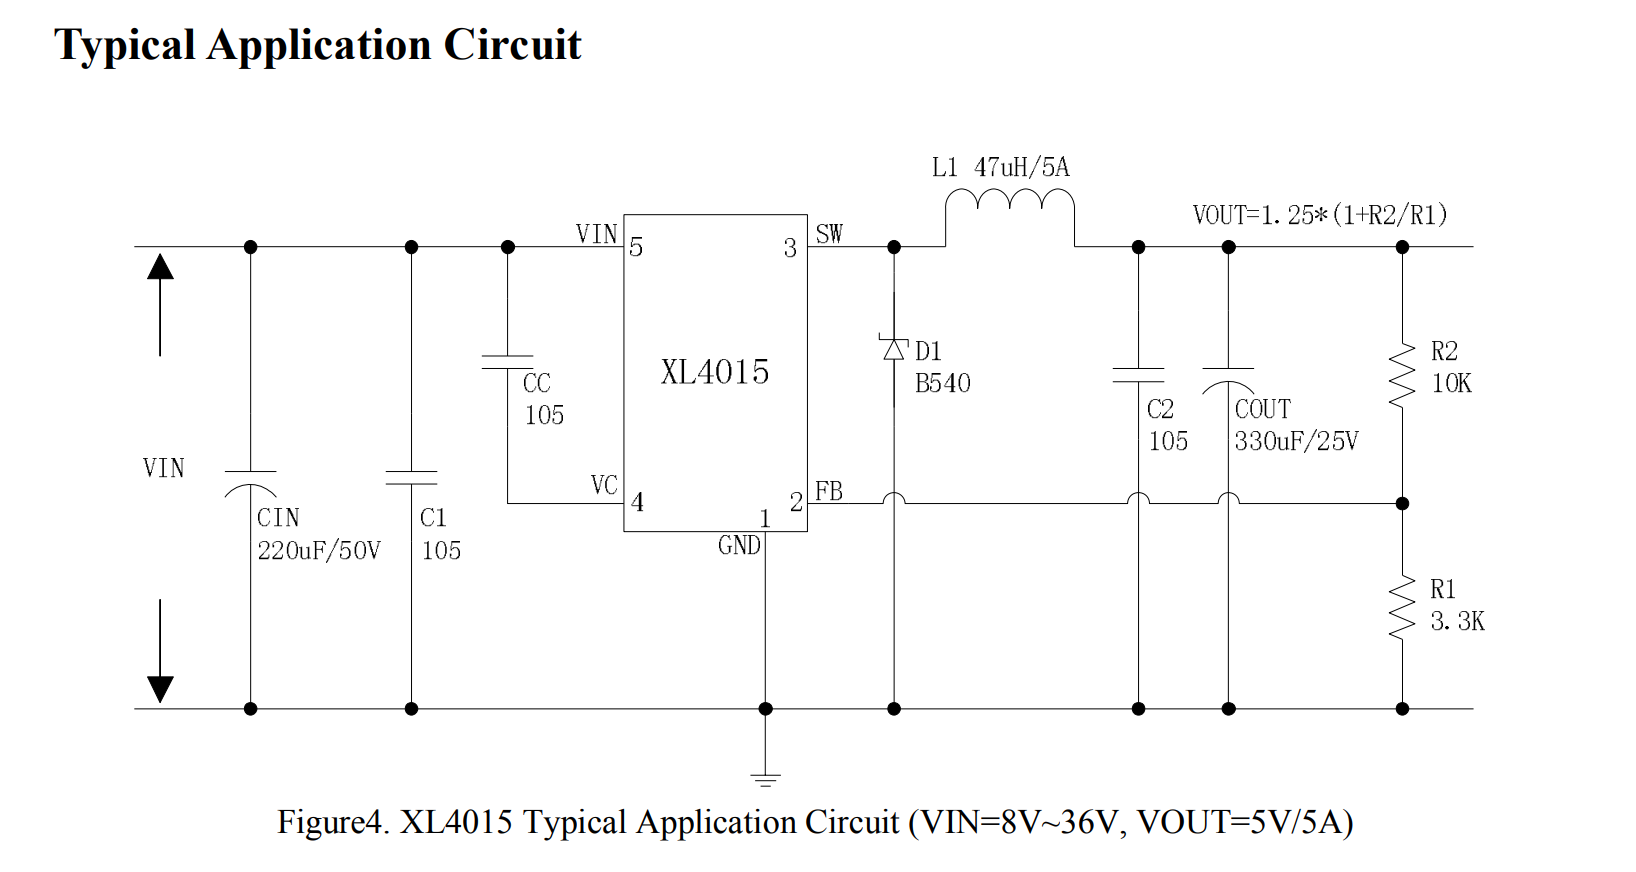 Typical Application Circuit
L1 47uH/5A
VOUT=1.25*(1+R2/R1)
VIN
5
3
SW
XL4015
D1
B540
R2
10K
CC
105
C2
105
COUT
330uF/25V
VIN
VC
4
2
FB
1
GND
CIN
220uF/50V
C1
105
R1
3.3K
Figure4. XL4015 Typical Application Circuit (VIN=8V~36V, VOUT=5V/5A)